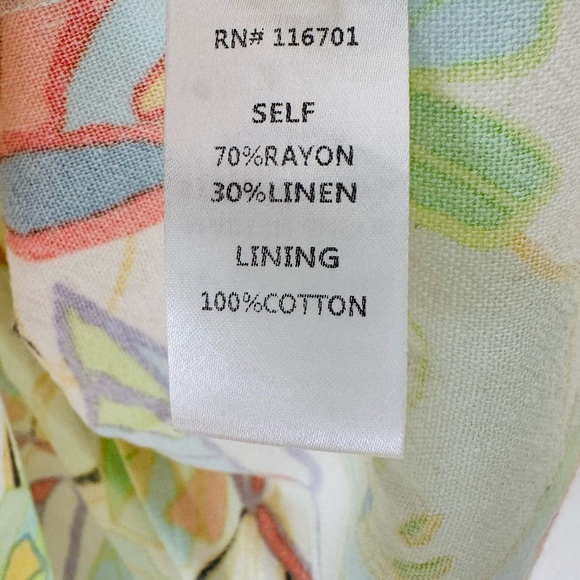 RN# 116701
SELF
70%RAYON
30%LINEN
LINING
100%COTTON